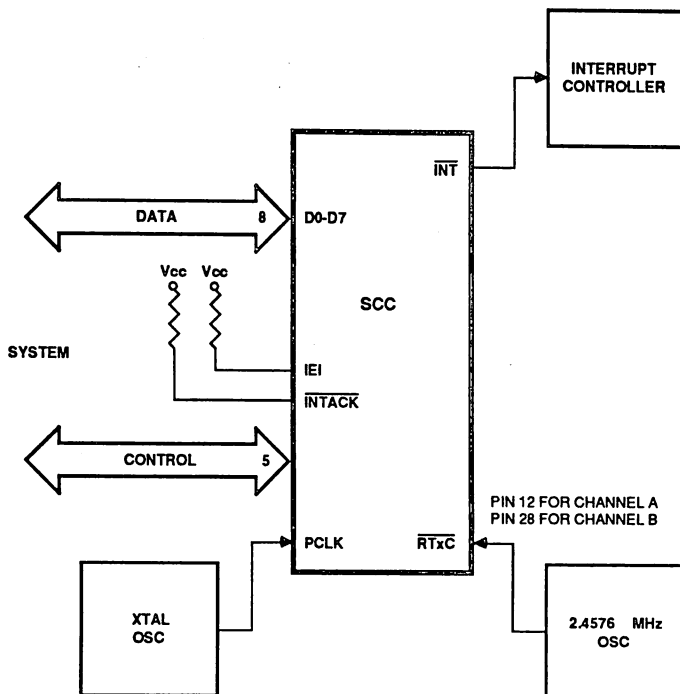 INTERRUPT
CONTROLLER
INT
DATA 8 D0-D7
Vcc Vcc
SCC
SYSTEM
IEI
INTACK
CONTROL 5
PIN 12 FOR CHANNEL A
PIN 28 FOR CHANNEL B
PCLK RTxC
XTAL
OSC
2.4576 MHz
OSC